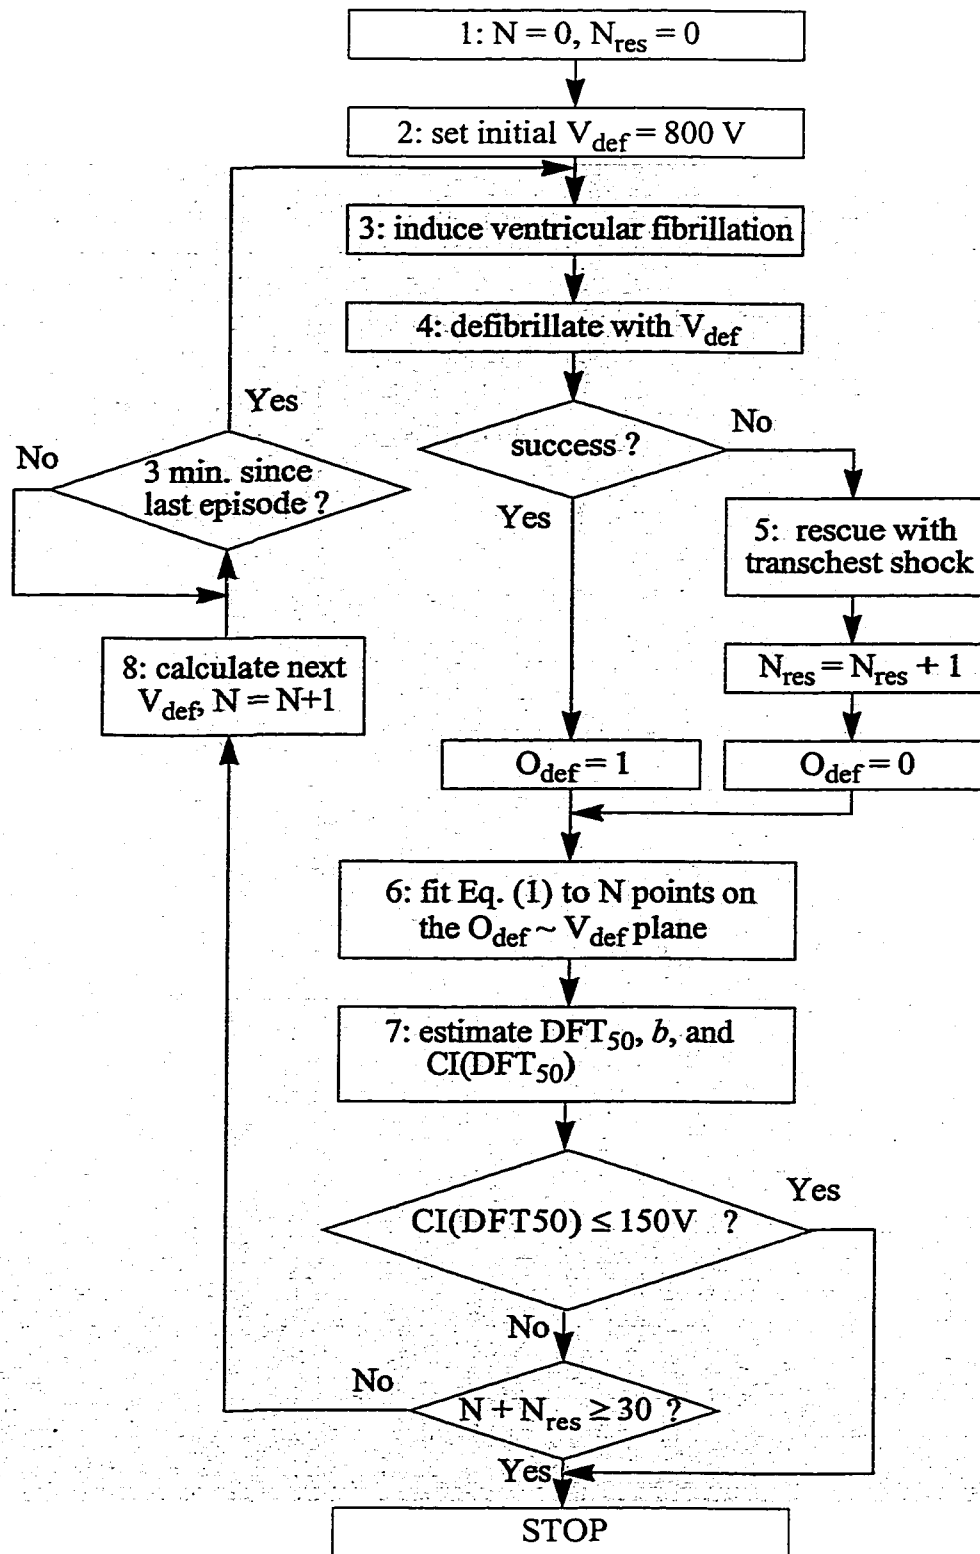 1: N = 0, N_res = 0
2: set initial V_def = 800 V
3: induce ventricular fibrillation
4: defibrillate with V_def
Yes
No
success ?
No
3 min. since
last episode ?
Yes
5: rescue with
transchest shock
8: calculate next
V_def, N = N+1
N_res = N_res + 1
O_def = 1
O_def = 0
6: fit Eq. (1) to N points on
the O_def ~ V_def plane
7: estimate DFT_50, b, and
CI(DFT_50)
Yes
CI(DFT50) ≤ 150V ?
No
No
N + N_res ≥ 30 ?
Yes
STOP